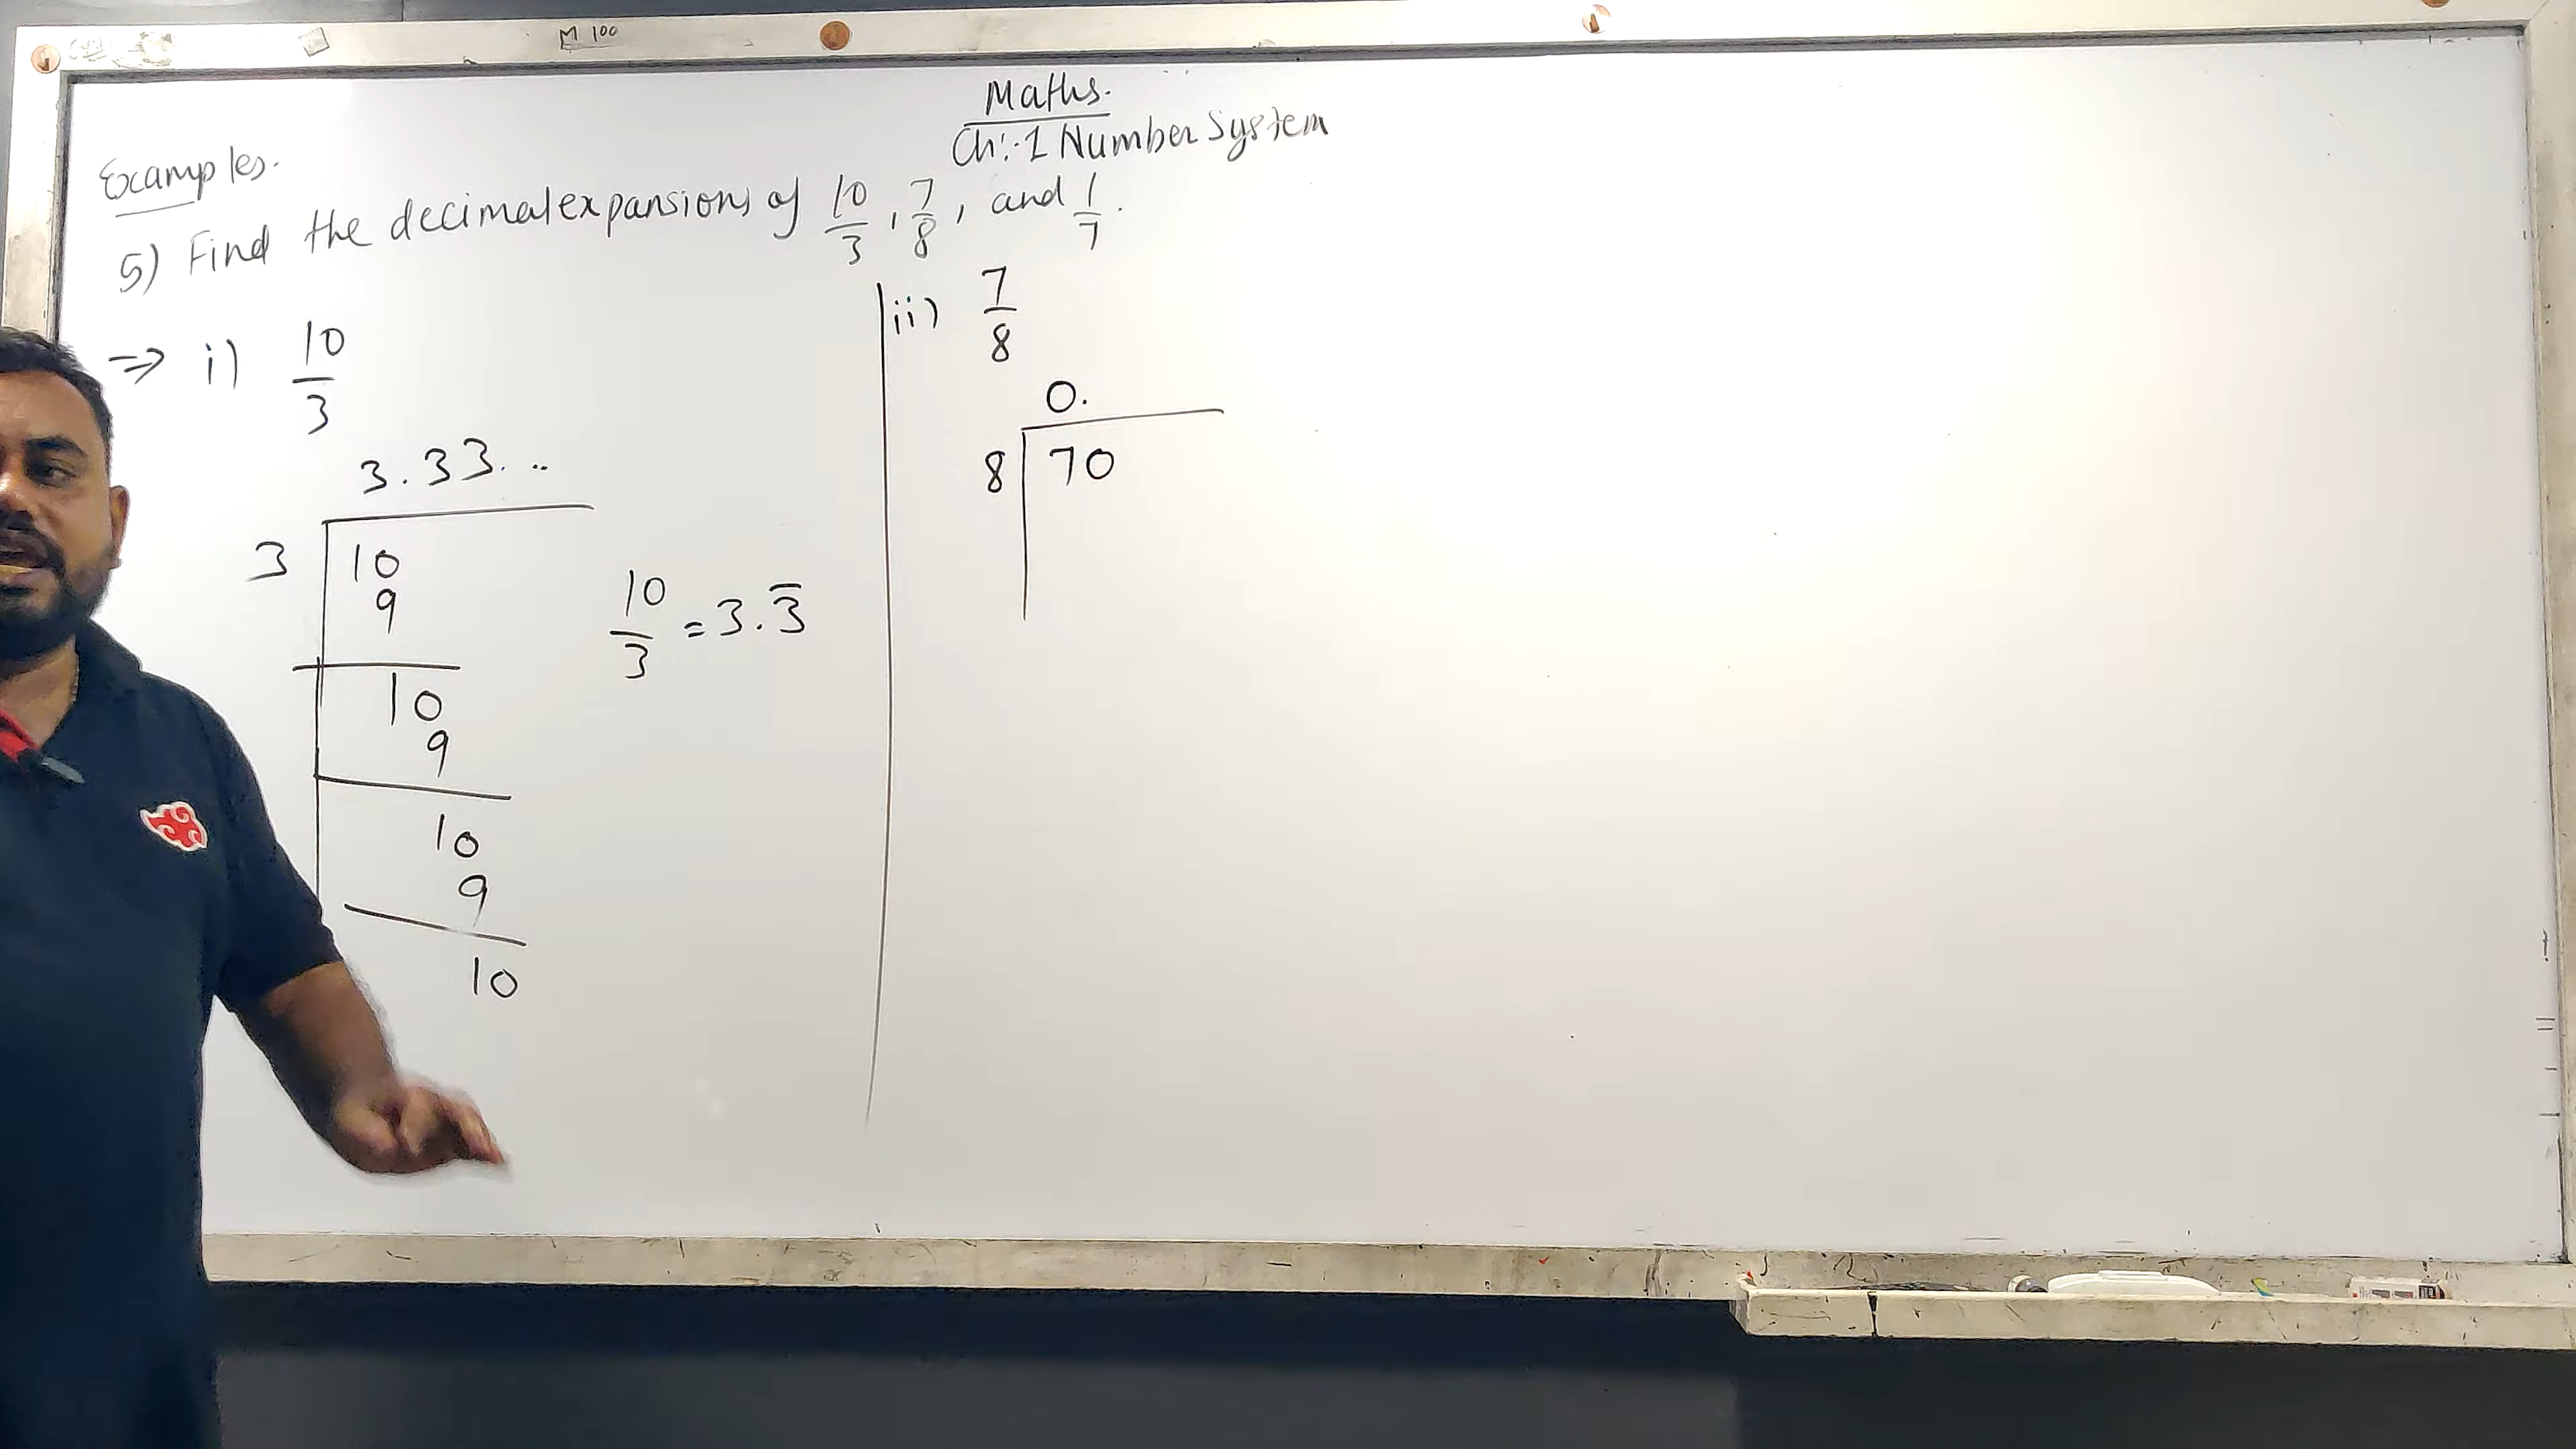 M 100
Maths.
Ch:-1 Number System
Examples.
5) Find the decimal expansions of 10/3, 7/8, and 1/7.
⇒ i) 10/3
3.33...
3 10
9
10
9
10
9
10
10/3 = 3.3̅
ii) 7/8
0.
8 70